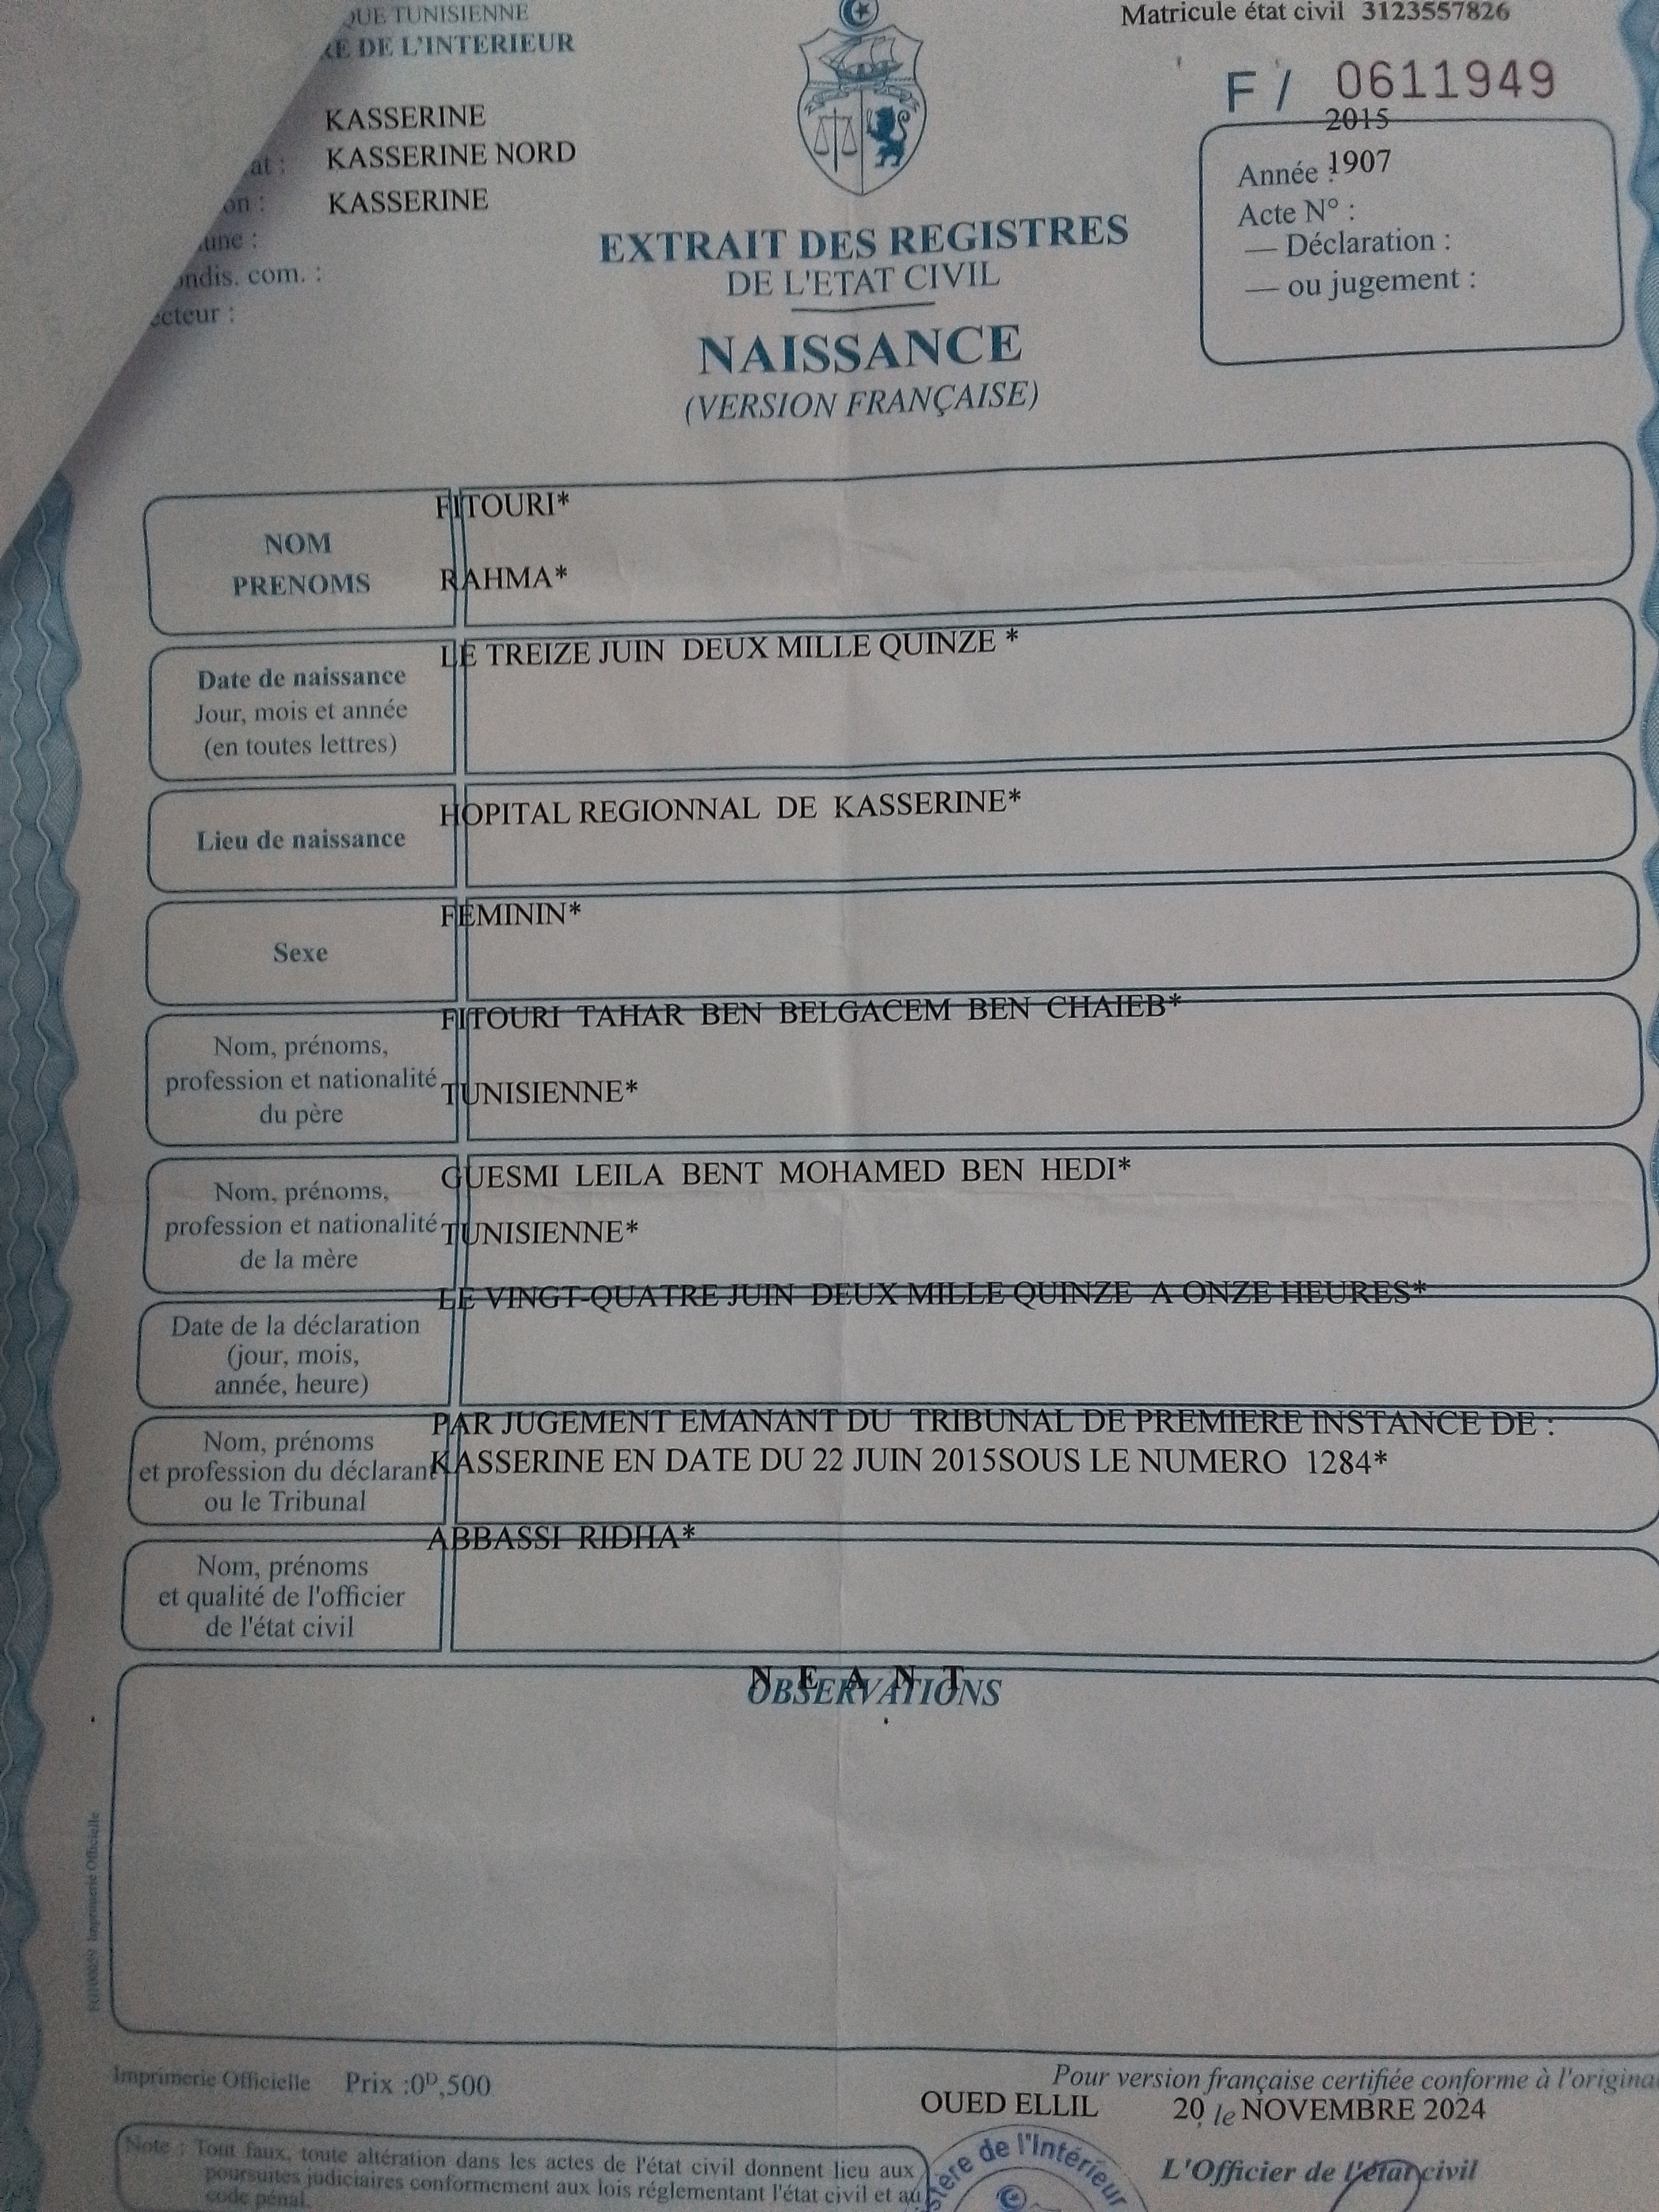 QUE TUNISIENNE
RE DE L'INTERIEUR
Matricule état civil 3123557826
F / 0611949
KASSERINE
at : KASSERINE NORD
on : KASSERINE
une :
ondis. com. :
ecteur :
2015
Année : 1907
Acte N° :
— Déclaration :
— ou jugement :
EXTRAIT DES REGISTRES
DE L'ETAT CIVIL
NAISSANCE
(VERSION FRANÇAISE)
FITOURI*
NOM
PRENOMS
RAHMA*
LE TREIZE JUIN DEUX MILLE QUINZE *
Date de naissance
Jour, mois et année
(en toutes lettres)
HOPITAL REGIONNAL DE KASSERINE*
Lieu de naissance
FEMININ*
Sexe
FITOURI TAHAR BEN BELGACEM BEN CHAIEB*
Nom, prénoms,
profession et nationalité
du père
TUNISIENNE*
GUESMI LEILA BENT MOHAMED BEN HEDI*
Nom, prénoms,
profession et nationalité
de la mère
TUNISIENNE*
LE VINGT-QUATRE JUIN DEUX MILLE QUINZE A ONZE HEURES*
Date de la déclaration
(jour, mois,
année, heure)
PAR JUGEMENT EMANANT DU TRIBUNAL DE PREMIERE INSTANCE DE :
KASSERINE EN DATE DU 22 JUIN 2015SOUS LE NUMERO 1284*
Nom, prénoms
et profession du déclarant
ou le Tribunal
ABBASSI RIDHA*
Nom, prénoms
et qualité de l'officier
de l'état civil
N E A N T
OBSERVATIONS
Imprimerie Officielle
Imprimerie Officielle Prix :0ᴰ,500
Pour version française certifiée conforme à l'origina
OUED ELLIL 20, le NOVEMBRE 2024
L'Officier de l'état civil
Note : Tout faux, toute altération dans les actes de l'état civil donnent lieu aux
poursuites judiciaires conformement aux lois réglementant l'état civil et au
code pénal.
stère de l'Intérieur